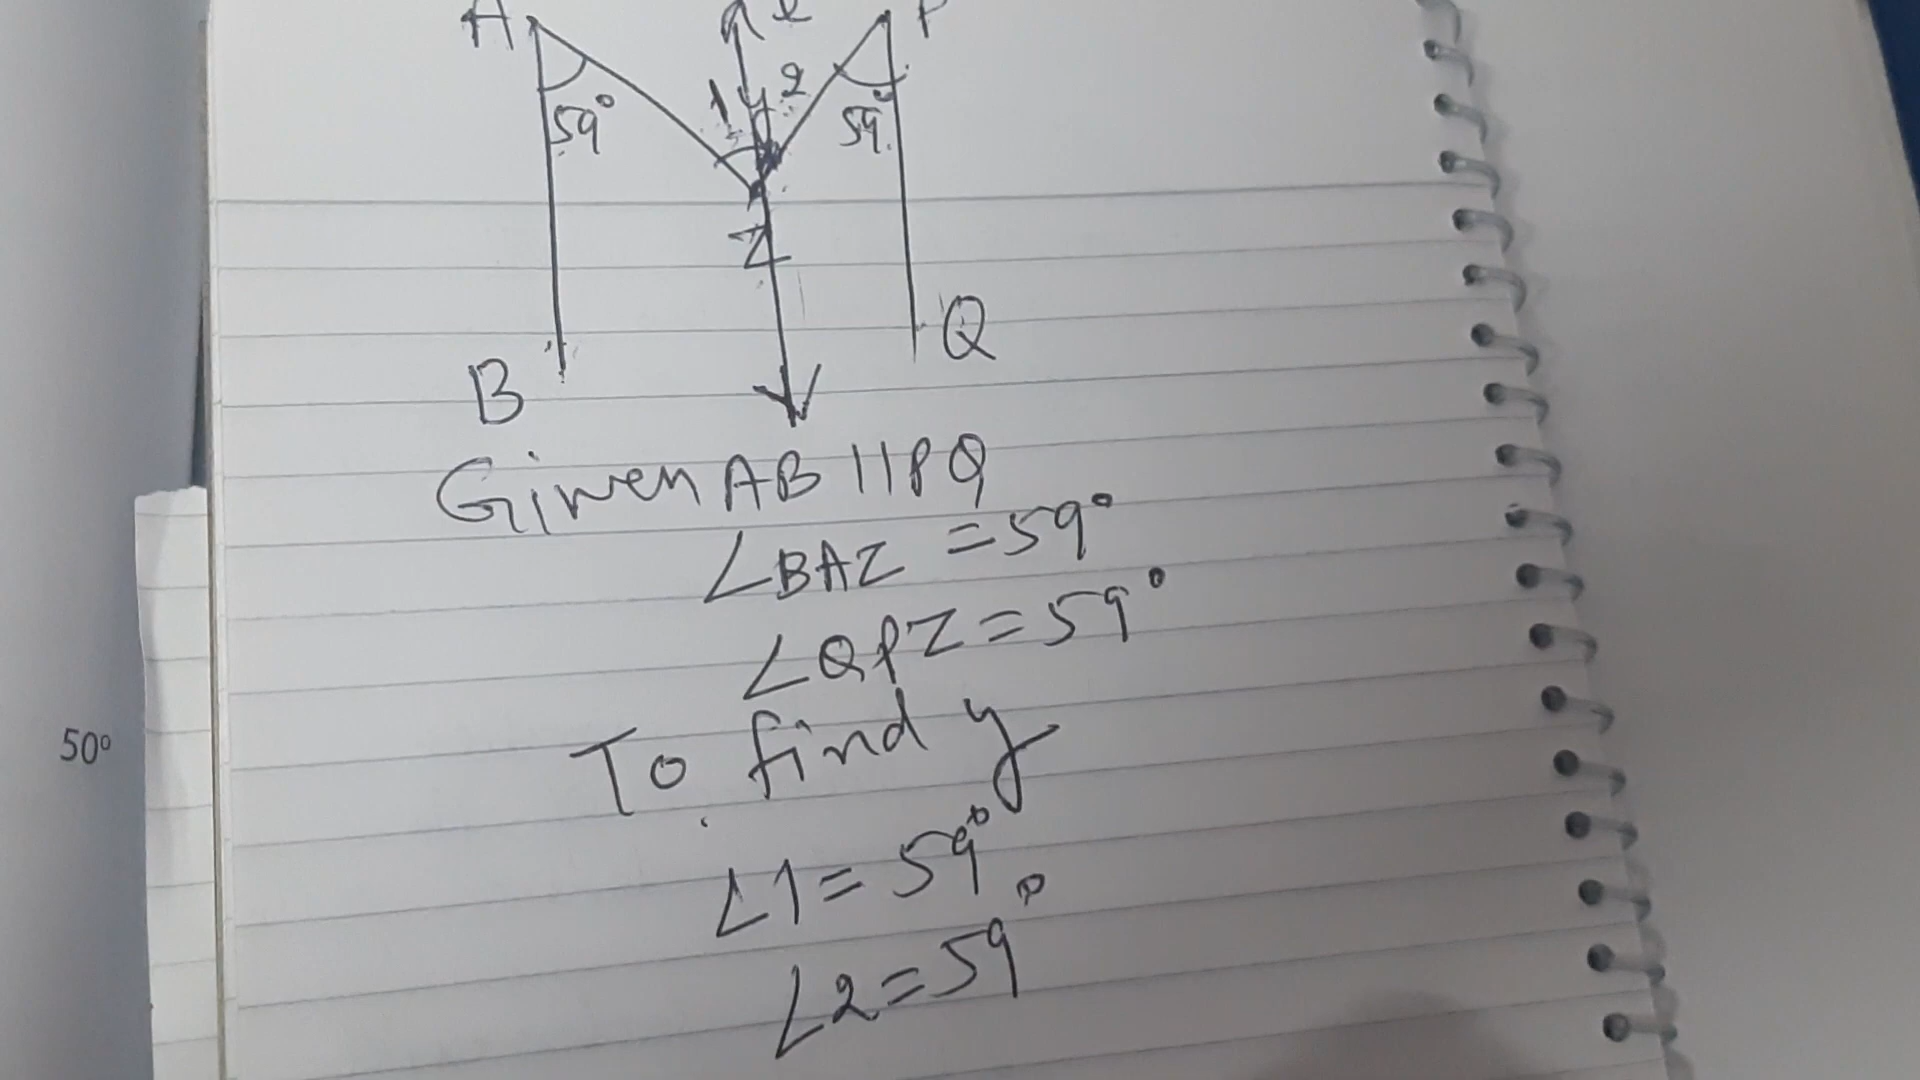 A P
1 y 2
59° 59°
Z
B Q
Given AB || PQ
∠BAZ = 59°
∠QPZ = 59°
To find y
∠1 = 59°
∠2 = 59°
50°